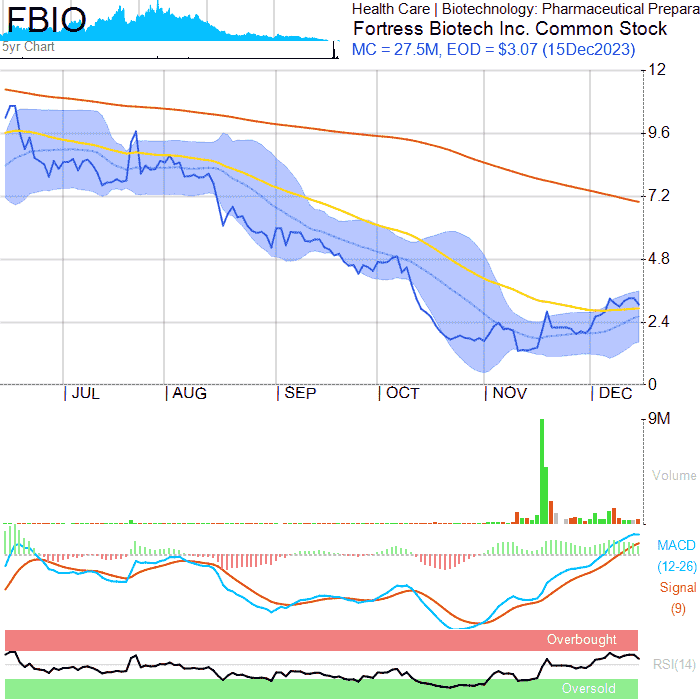 FBIO
5yr Chart
Health Care | Biotechnology: Pharmaceutical Prepara
Fortress Biotech Inc. Common Stock
MC = 27.5M, EOD = $3.07 (15Dec2023)
12
9.6
7.2
4.8
2.4
0
JUL AUG SEP OCT NOV DEC
9M
Volume
MACD
(12-26)
Signal
(9)
Overbought
RSI(14)
Oversold